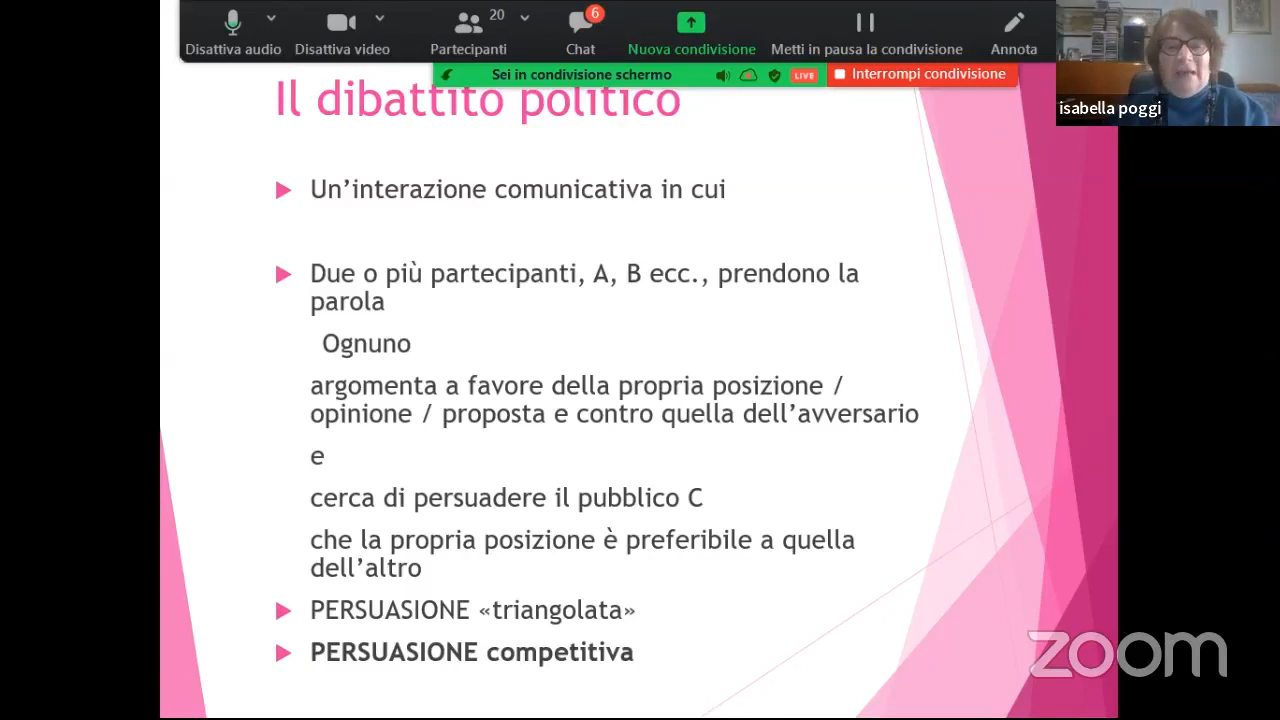 20
6
Disattiva audio
Disattiva video
Partecipanti
Chat
Nuova condivisione
Metti in pausa la condivisione
Annota
Sei in condivisione schermo
LIVE
Interrompi condivisione
isabella poggi
Il dibattito politico
Un’interazione comunicativa in cui
Due o più partecipanti, A, B ecc., prendono la
parola
Ognuno
argomenta a favore della propria posizione /
opinione / proposta e contro quella dell’avversario
e
cerca di persuadere il pubblico C
che la propria posizione è preferibile a quella
dell’altro
PERSUASIONE «triangolata»
PERSUASIONE competitiva
zoom